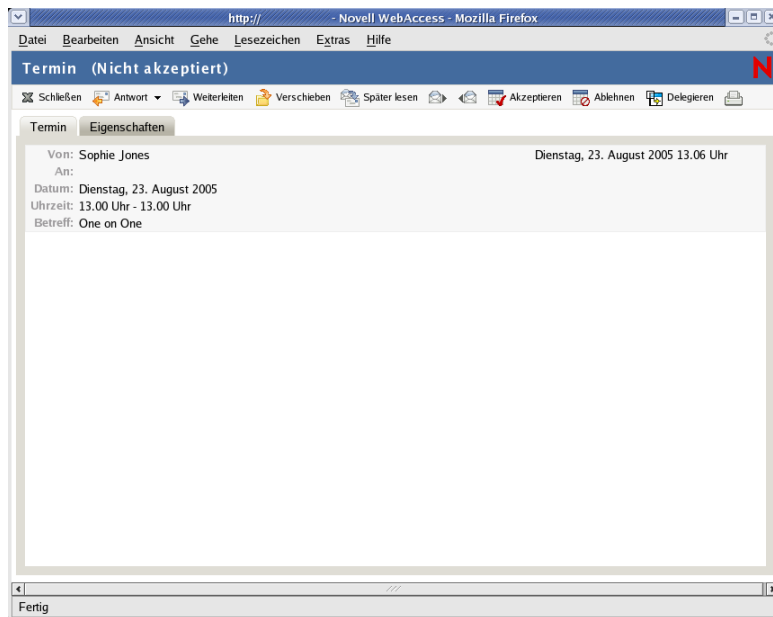 http:// - Novell WebAccess - Mozilla Firefox
Datei Bearbeiten Ansicht Gehe Lesezeichen Extras Hilfe
Termin (Nicht akzeptiert)
N
Schließen Antwort Weiterleiten Verschieben Später lesen Akzeptieren Ablehnen Delegieren
Termin Eigenschaften
Von: Sophie Jones Dienstag, 23. August 2005 13.06 Uhr
An:
Datum: Dienstag, 23. August 2005
Uhrzeit: 13.00 Uhr - 13.00 Uhr
Betreff: One on One
Fertig